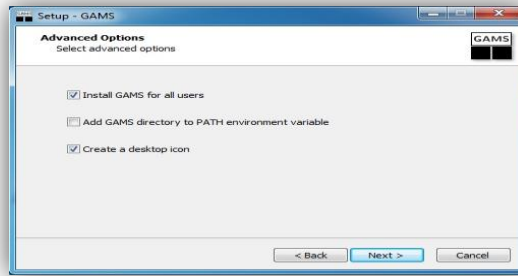 Setup - GAMS
Advanced Options
Select advanced options
GAMS
Install GAMS for all users
Add GAMS directory to PATH environment variable
Create a desktop icon
< Back
Next >
Cancel